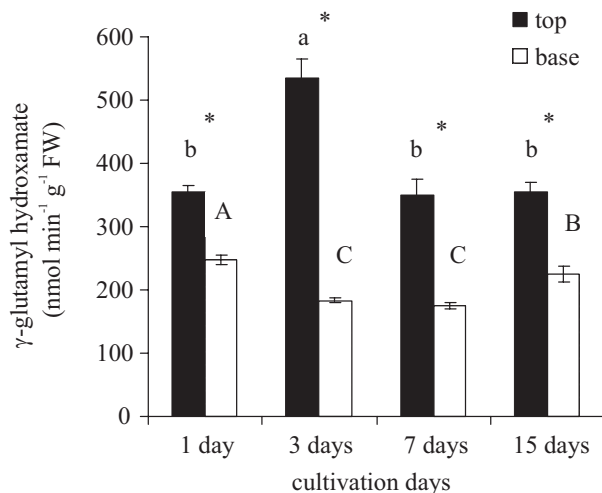 top
base
γ-glutamyl hydroxamate
(nmol min⁻¹ g⁻¹ FW)
600
500
400
300
200
100
0
b * A
a * C
b * C
b * B
1 day 3 days 7 days 15 days
cultivation days